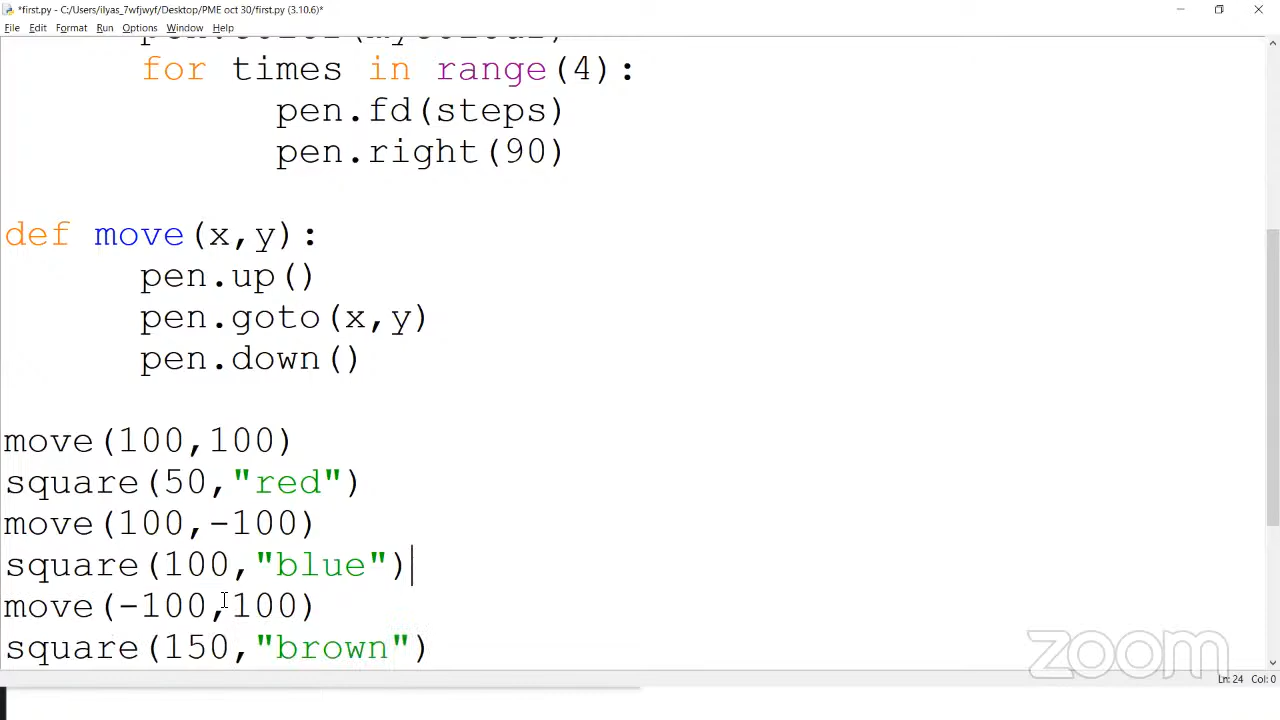 *first.py - C:/Users/ilyas_7wfjwyf/Desktop/PME oct 30/first.py (3.10.6)*
File Edit Format Run Options Window Help
pen.color(mycolour)
for times in range(4):
pen.fd(steps)
pen.right(90)
def move(x,y):
pen.up()
pen.goto(x,y)
pen.down()
move(100,100)
square(50,"red")
move(100,-100)
square(100,"blue")
move(-100,100)
square(150,"brown")
zoom
Ln: 24 Col: 0